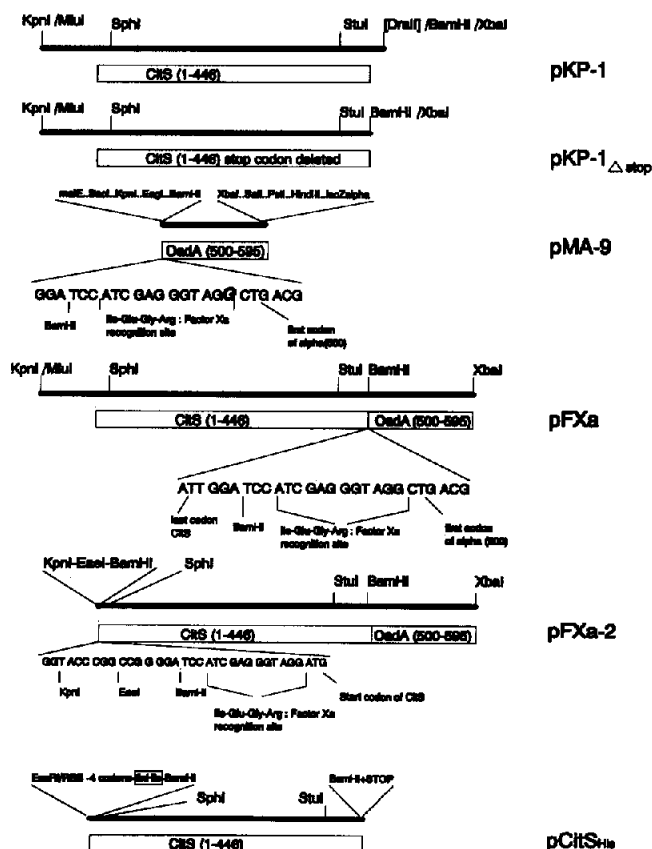 KpnI /MluI SphI StuI [DraII] /BamHI /XbaI
CitS (1-446)
pKP-1
KpnI /MluI SphI StuI BamHI /XbaI
CitS (1-446) stop codon deleted
pKP-1 △ stop
malE..SacI..KpnI..EagI..BamHI XbaI..SalI..PstI..HindIII..lacZalpha
OadA (500-595)
pMA-9
GGA TCC ATC GAG GGT AGG CTG ACG
BamHI
Ile-Glu-Gly-Arg : Factor Xa
recognition site
first codon
of alpha(500)
KpnI /MluI SphI StuI BamHI XbaI
CitS (1-446) OadA (500-595)
pFXa
ATT GGA TCC ATC GAG GGT AGG CTG ACG
last codon
CitS
BamHI
Ile-Glu-Gly-Arg : Factor Xa
recognition site
first codon
of alpha (500)
KpnI-EaeI-BamHI SphI StuI BamHI XbaI
CitS (1-446) OadA (500-595)
pFXa-2
GGT ACC CGG CCG G GGA TCC ATC GAG GGT AGG ATG
KpnI EaeI BamHI
Start codon of CitS
Ile-Glu-Gly-Arg : Factor Xa
recognition site
-4 codons- -BamHI
BamHI+STOP
SphI StuI
CitS (1-446)
pCitSHis